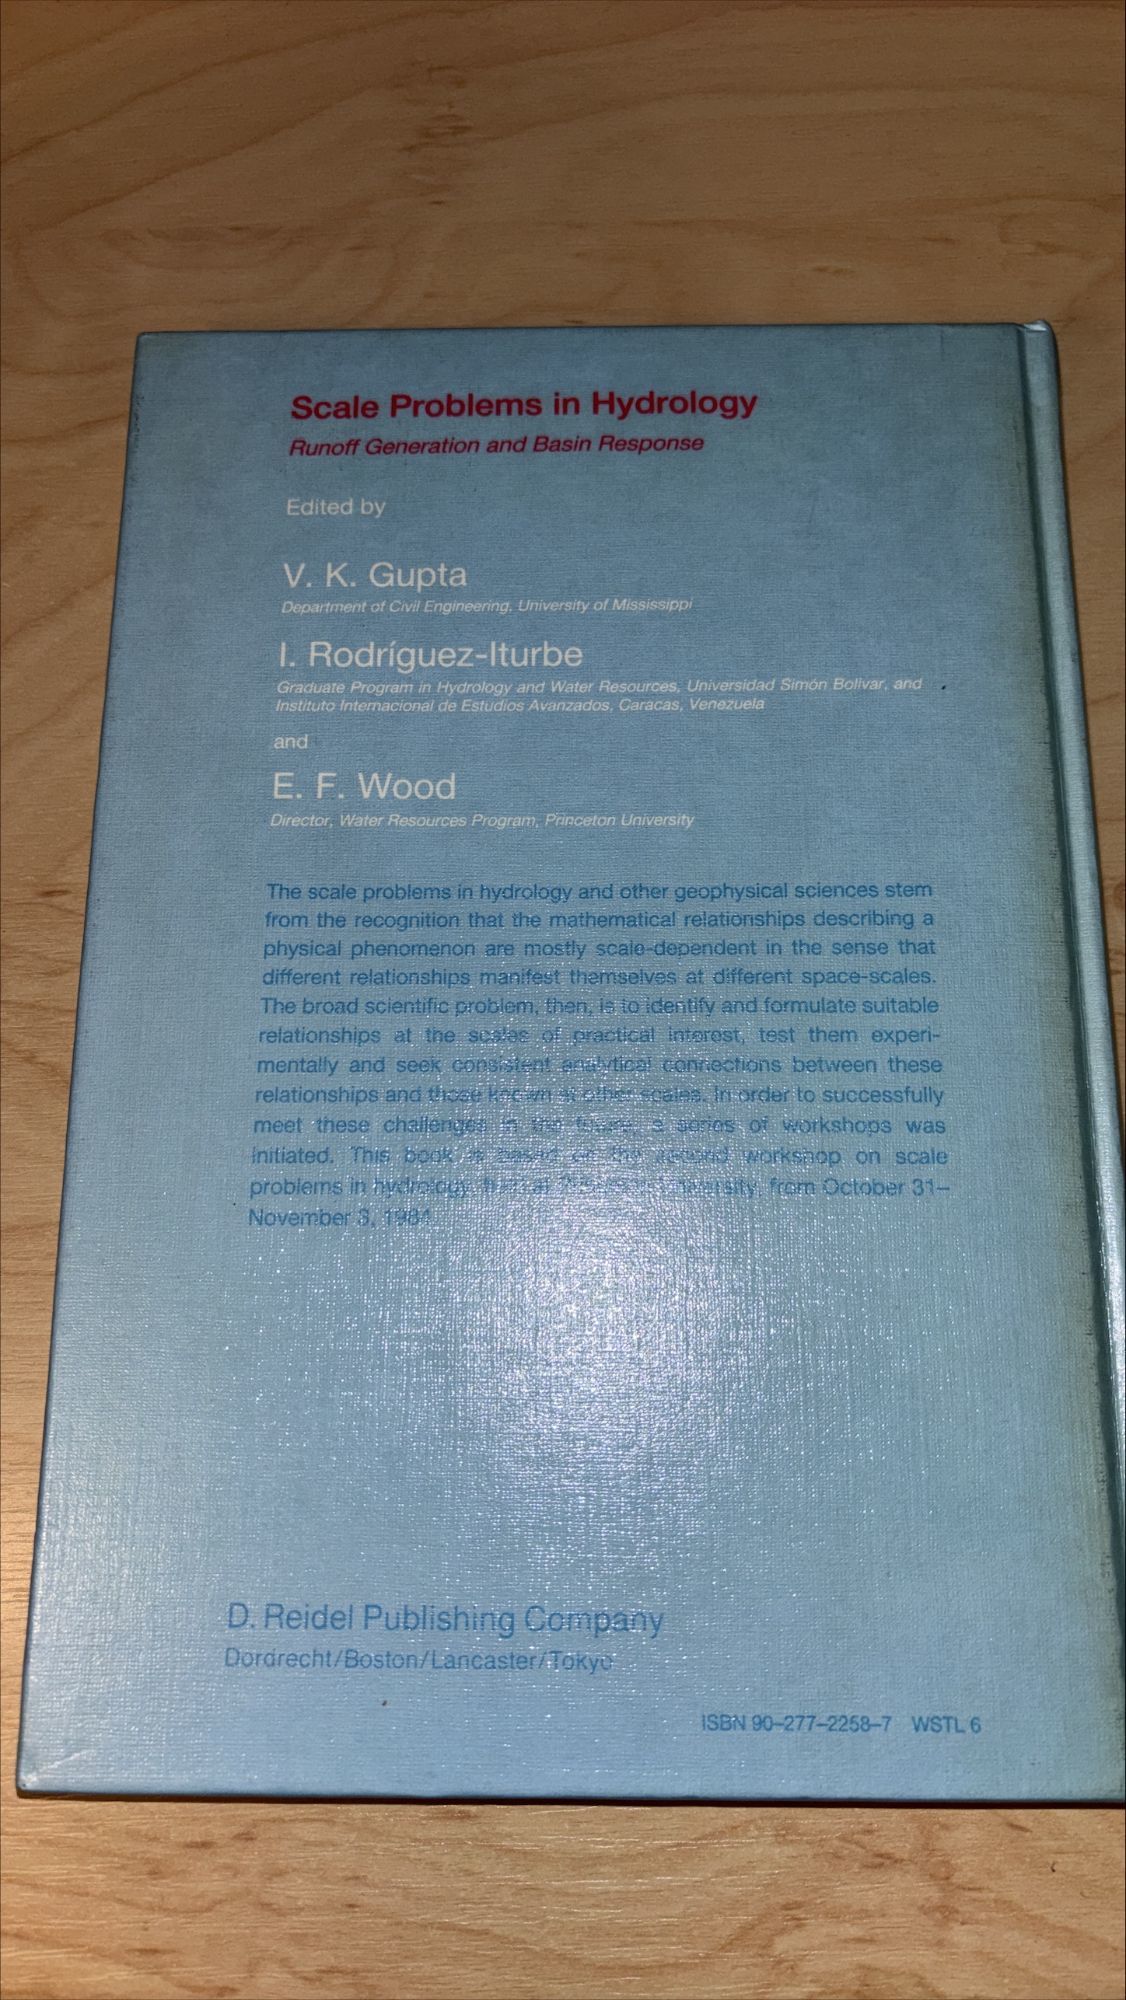 Scale Problems in Hydrology
Runoff Generation and Basin Response
Edited by
V. K. Gupta
Department of Civil Engineering, University of Mississippi
I. Rodríguez-Iturbe
Graduate Program in Hydrology and Water Resources, Universidad Simón Bolívar, and
Instituto Internacional de Estudios Avanzados, Caracas, Venezuela
and
E. F. Wood
Director, Water Resources Program, Princeton University
The scale problems in hydrology and other geophysical sciences stem
from the recognition that the mathematical relationships describing a
physical phenomenon are mostly scale-dependent in the sense that
different relationships manifest themselves at different space-scales.
The broad scientific problem, then, is to identify and formulate suitable
relationships at the scales of practical interest, test them experi-
mentally and seek consistent analytical connections between these
relationships and those known at other scales. In order to successfully
meet these challenges in the future, a series of workshops was
initiated. This book is based on the second workshop on scale
problems in hydrology, held at Princeton University, from October 31–
November 3, 1984.
D. Reidel Publishing Company
Dordrecht/Boston/Lancaster/Tokyo
ISBN 90–277–2258–7 WSTL 6